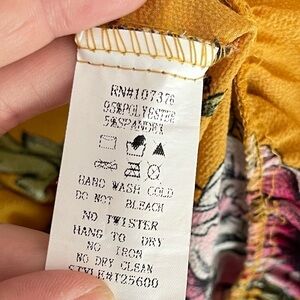 RN#107376
95%POLYESTER
5%SPANDEX
HAND WASH COLD
DO NOT BLEACH
NO TWISTER
HANG TO DRY
NO IRON
NO DRY CLEAN
STYLE#T25600